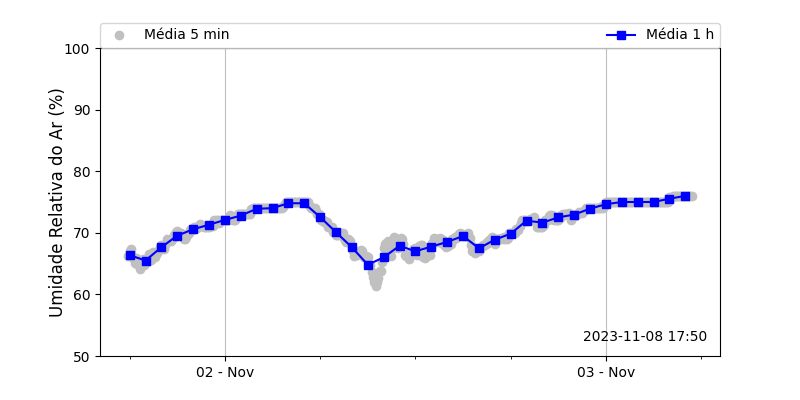 Média 5 min
Média 1 h
Umidade Relativa do Ar (%)
100
90
80
70
60
50
2023-11-08 17:50
02 - Nov
03 - Nov